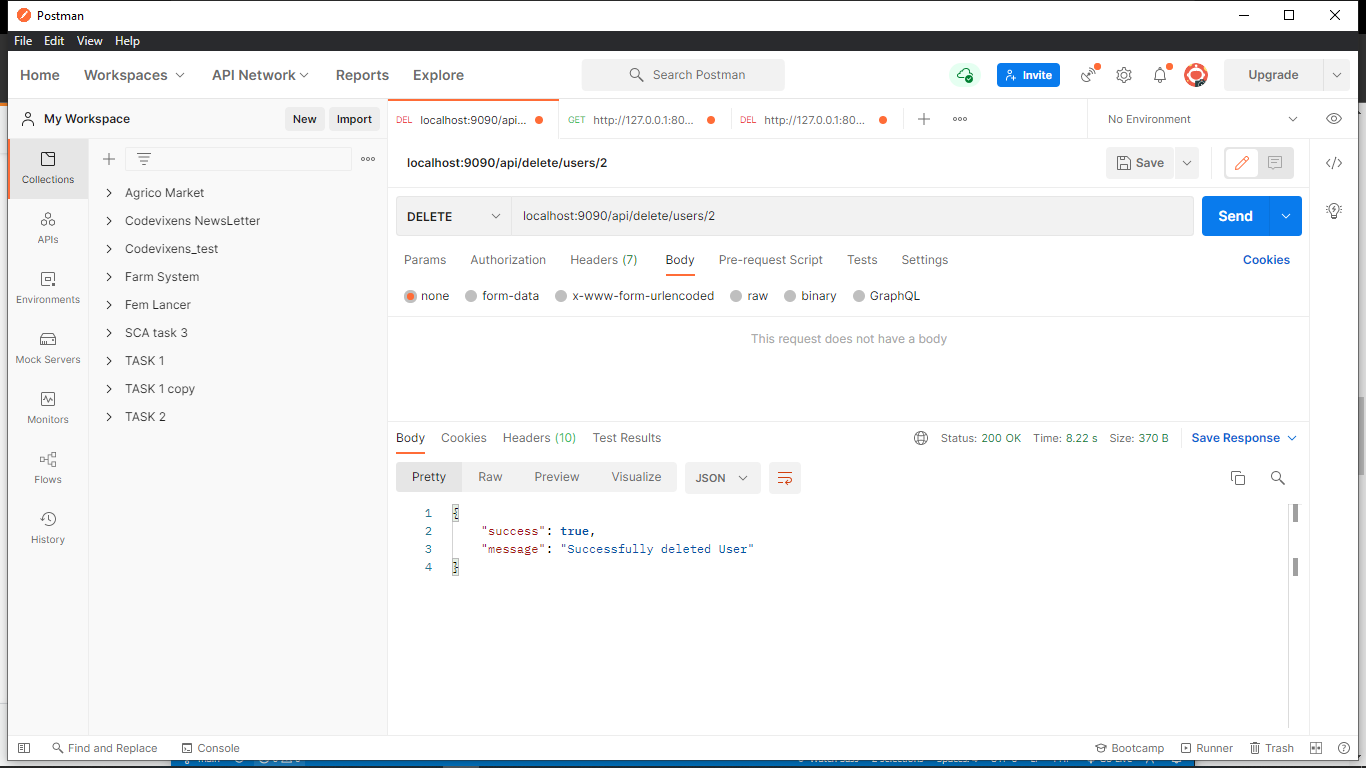 Postman
File Edit View Help
Home Workspaces API Network Reports Explore Search Postman Invite Upgrade
My Workspace New Import
DEL localhost:9090/api... GET http://127.0.0.1:80... DEL http://127.0.0.1:80... No Environment
Collections
APIs
Environments
Mock Servers
Monitors
Flows
History
Agrico Market
Codevixens NewsLetter
Codevixens_test
Farm System
Fem Lancer
SCA task 3
TASK 1
TASK 1 copy
TASK 2
localhost:9090/api/delete/users/2 Save
DELETE localhost:9090/api/delete/users/2 Send
Params Authorization Headers (7) Body Pre-request Script Tests Settings Cookies
none form-data x-www-form-urlencoded raw binary GraphQL
This request does not have a body
Body Cookies Headers (10) Test Results Status: 200 OK Time: 8.22 s Size: 370 B Save Response
Pretty Raw Preview Visualize JSON
1 {
2 "success": true,
3 "message": "Successfully deleted User"
4 }
Find and Replace Console Bootcamp Runner Trash